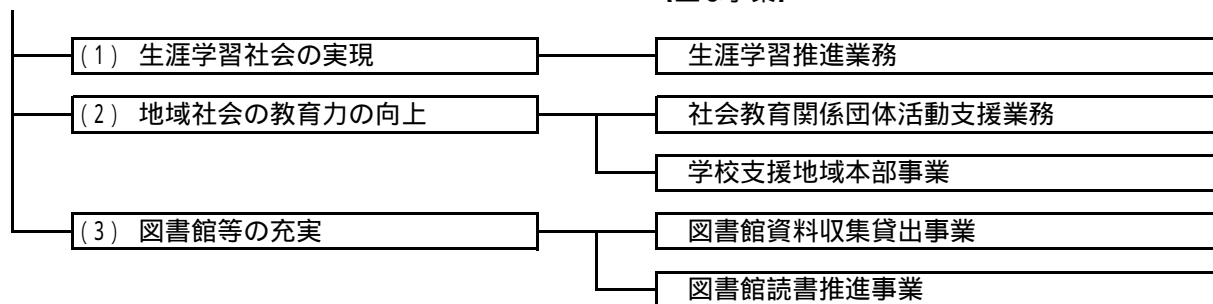 (1) 生涯学習社会の実現
生涯学習推進業務
(2) 地域社会の教育力の向上
社会教育関係団体活動支援業務
学校支援地域本部事業
(3) 図書館等の充実
図書館資料収集貸出事業
図書館読書推進事業